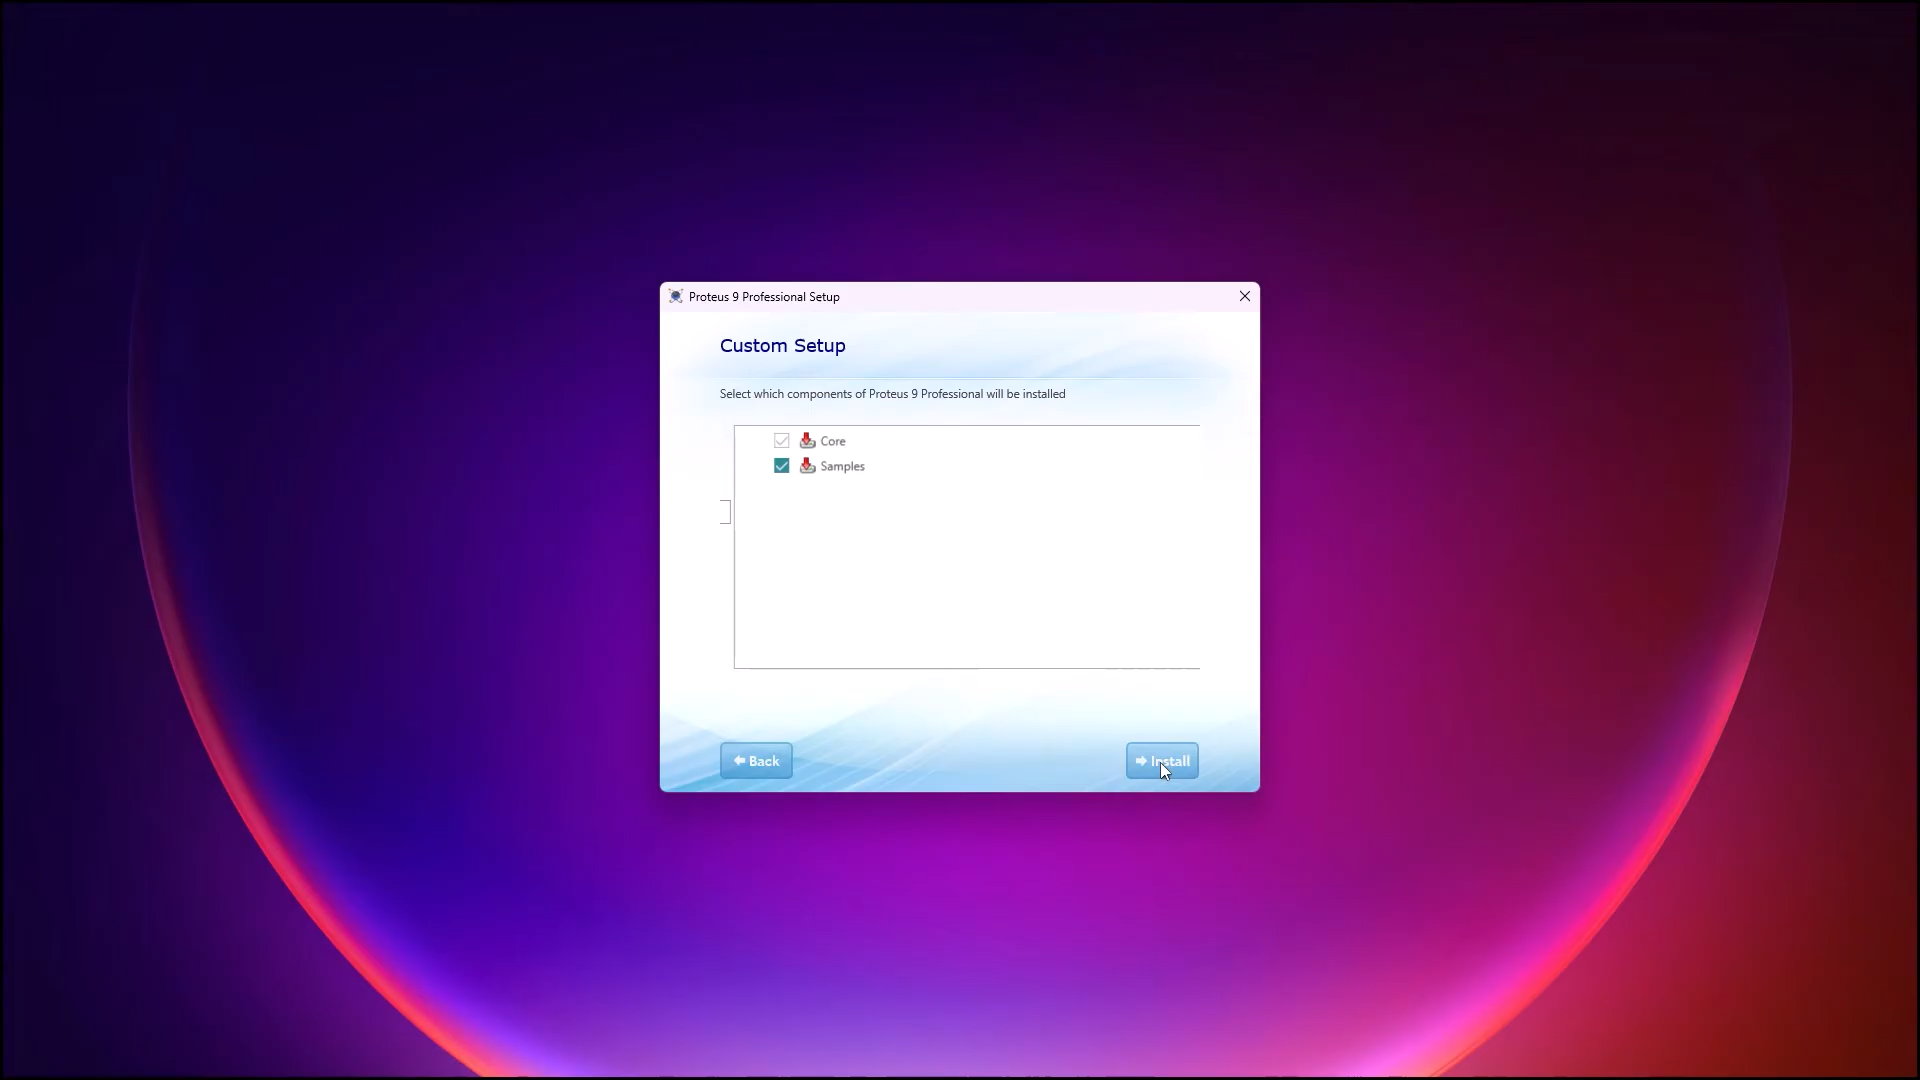 Proteus 9 Professional Setup
Custom Setup
Select which components of Proteus 9 Professional will be installed
Core
Samples
Back
Install